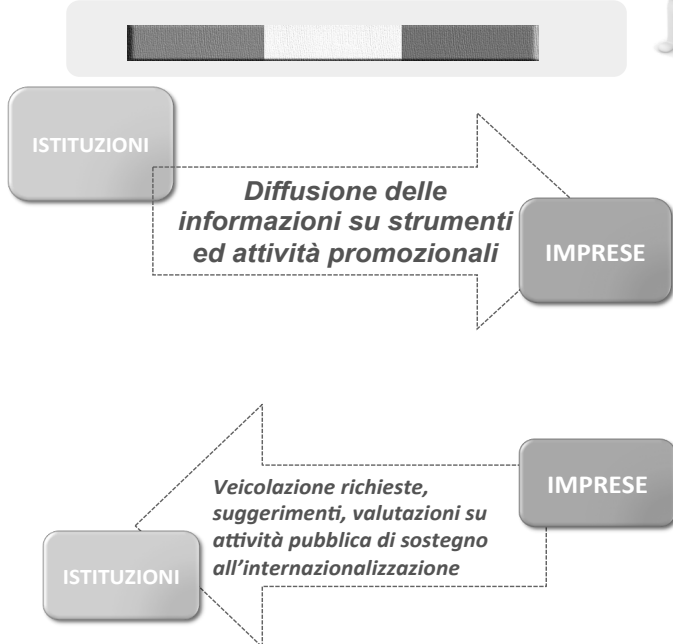 ISTITUZIONI
Diffusione delle
informazioni su strumenti
ed attività promozionali
IMPRESE
IMPRESE
Veicolazione richieste,
suggerimenti, valutazioni su
attività pubblica di sostegno
all'internalizzazione
ISTITUZIONI